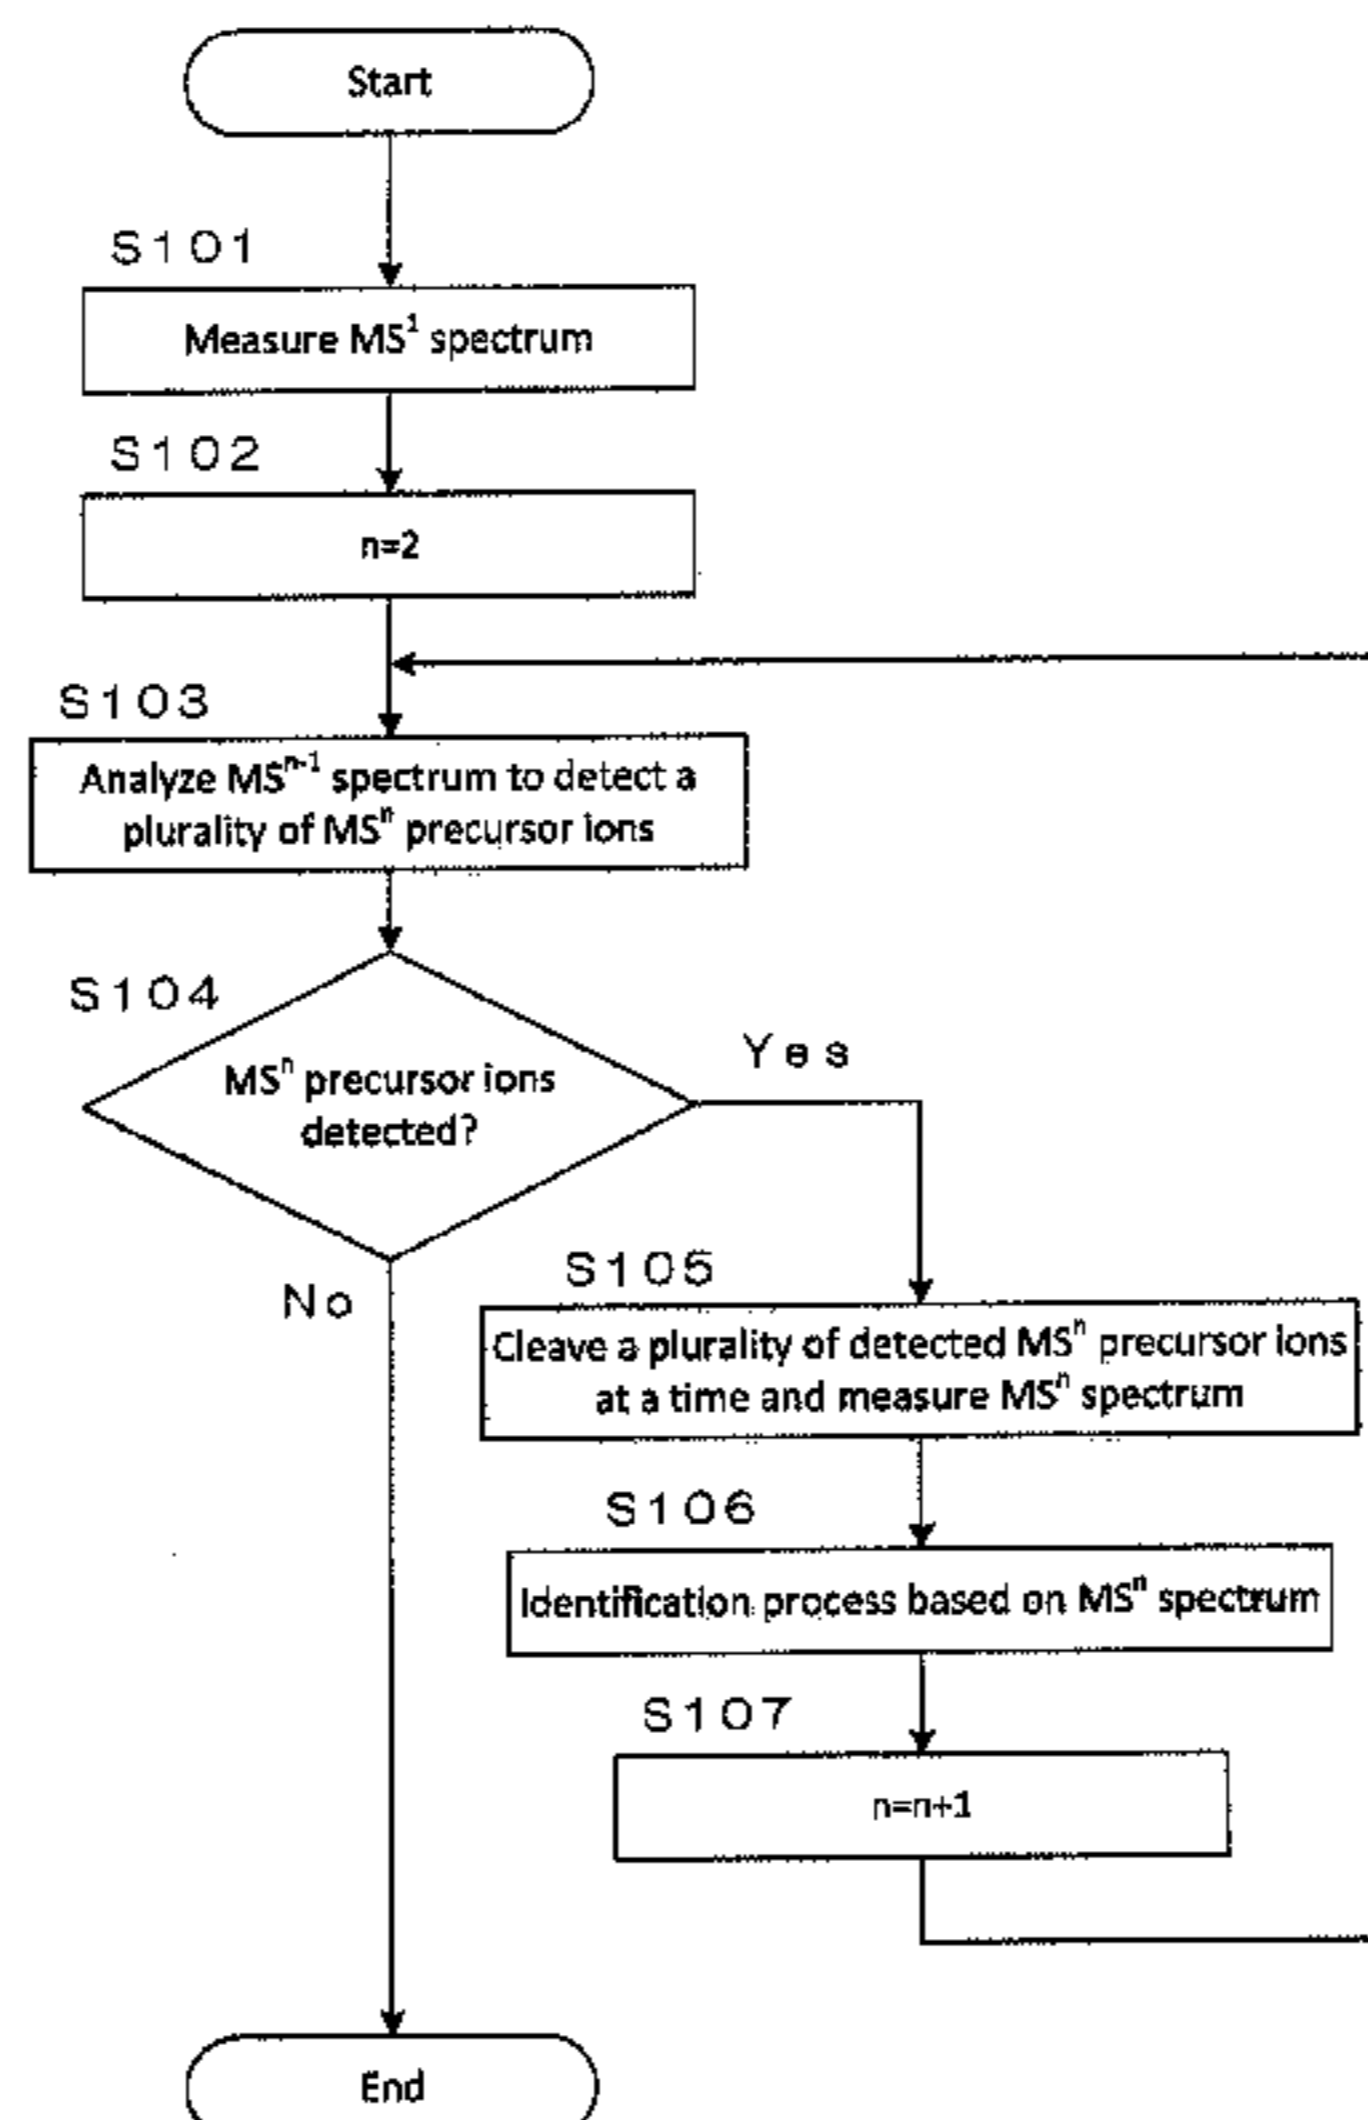 Start
S101
Measure MS¹ spectrum
S102
n=2
S103
Analyze MSⁿ⁻¹ spectrum to detect a
plurality of MSⁿ precursor ions
S104
MSⁿ precursor ions
detected?
Yes
No
S105
Cleave a plurality of detected MSⁿ precursor ions
at a time and measure MSⁿ spectrum
S106
Identification process based on MSⁿ spectrum
S107
n=n+1
End